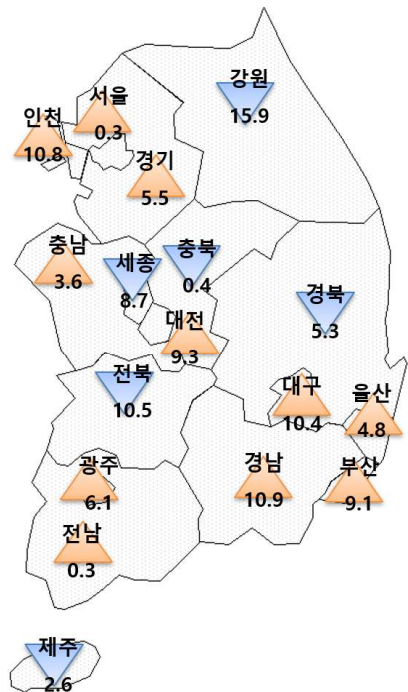 강원
15.9
서울
0.3
인천
10.8
경기
5.5
충남
3.6
세종
8.7
충북
0.4
경북
5.3
대전
9.3
전북
10.5
대구
10.4
울산
4.8
광주
6.1
경남
10.9
부산
9.1
전남
0.3
제주
2.6